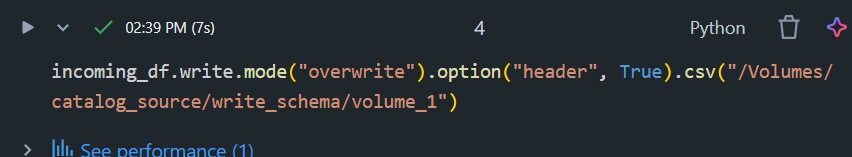 02:39 PM (7s)
4
Python
incoming_df.write.mode("overwrite").option("header", True).csv("/Volumes/
catalog_source/write_schema/volume_1")
See performance (1)